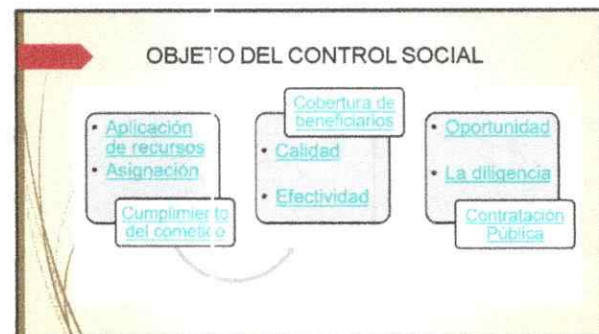 OBJETO DEL CONTROL SOCIAL
• Aplicación
de recursos
• Asignación
Cumplimiento
del cometido
Cobertura de
beneficiarios
• Calidad
• Efectividad
• Oportunidad
• La diligencia
Contratación
Pública